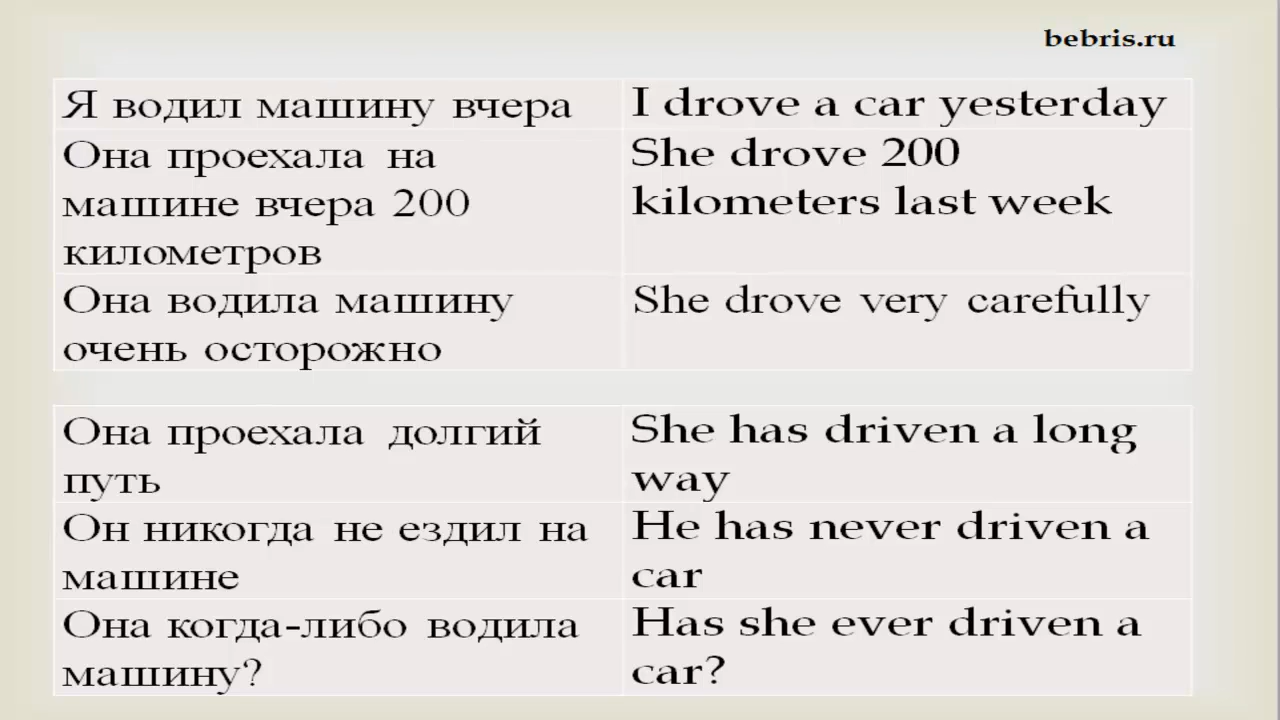 bebris.ru
Я водил машину вчера
I drove a car yesterday
Она проехала на
машине вчера 200
километров
She drove 200
kilometers last week
Она водила машину
очень осторожно
She drove very carefully
Она проехала долгий
путь
She has driven a long
way
Он никогда не ездил на
машине
He has never driven a
car
Она когда-либо водила
машину?
Has she ever driven a
car?